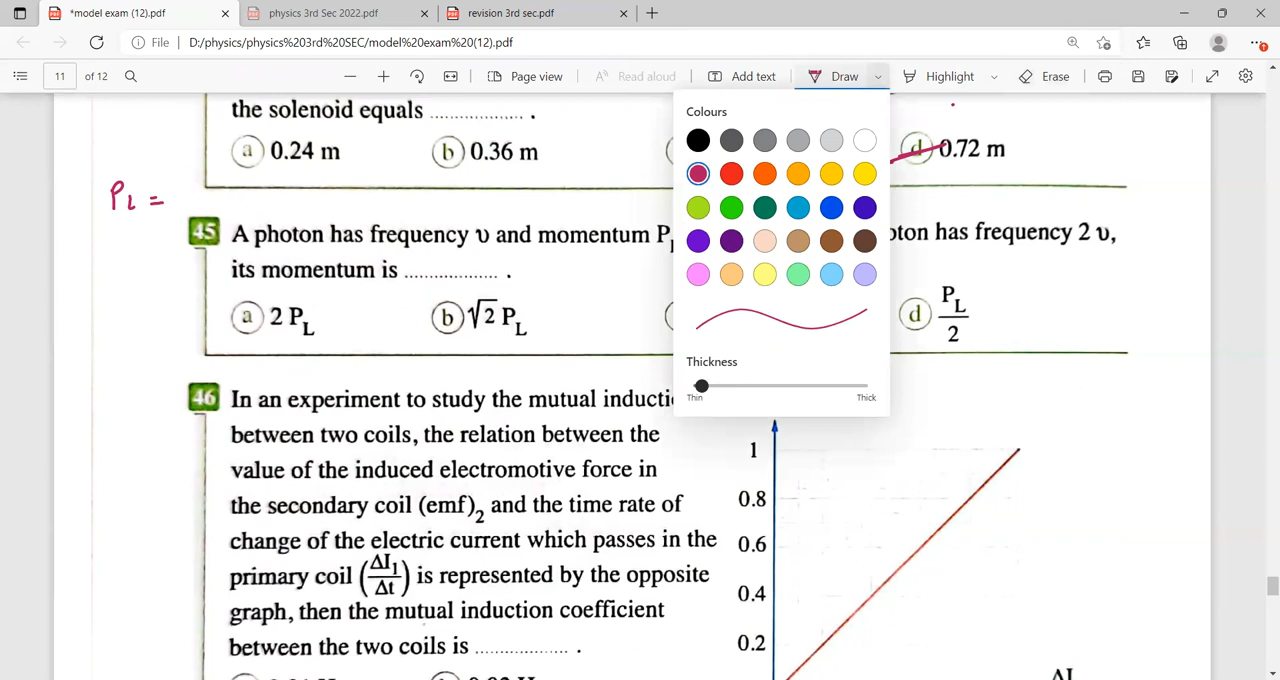 *model exam (12).pdf
physics 3rd Sec 2022.pdf
revision 3rd sec.pdf
File
D:/physics/physics%203rd%20SEC/model%20exam%20(12).pdf
11 of 12
Page view
Read aloud
Add text
Draw
Highlight
Erase
the solenoid equals ................ .
a 0.24 m
b 0.36 m
d 0.72 m
PL =
45 A photon has frequency υ and momentum P
oton has frequency 2 υ,
its momentum is ................ .
a 2 PL
b √2 PL
d PL/2
46 In an experiment to study the mutual inducti
between two coils, the relation between the
value of the induced electromotive force in
the secondary coil (emf)2 and the time rate of
change of the electric current which passes in the
primary coil (ΔI1/Δt) is represented by the opposite
graph, then the mutual induction coefficient
between the two coils is ................ .
1
0.8
0.6
0.4
0.2
ΔI
Colours
Thickness
Thin
Thick